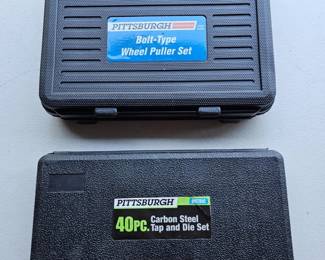 PITTSBURGH
Bolt-Type
Wheel Puller Set
PITTSBURGH
40PC. Carbon Steel
Tap and Die Set